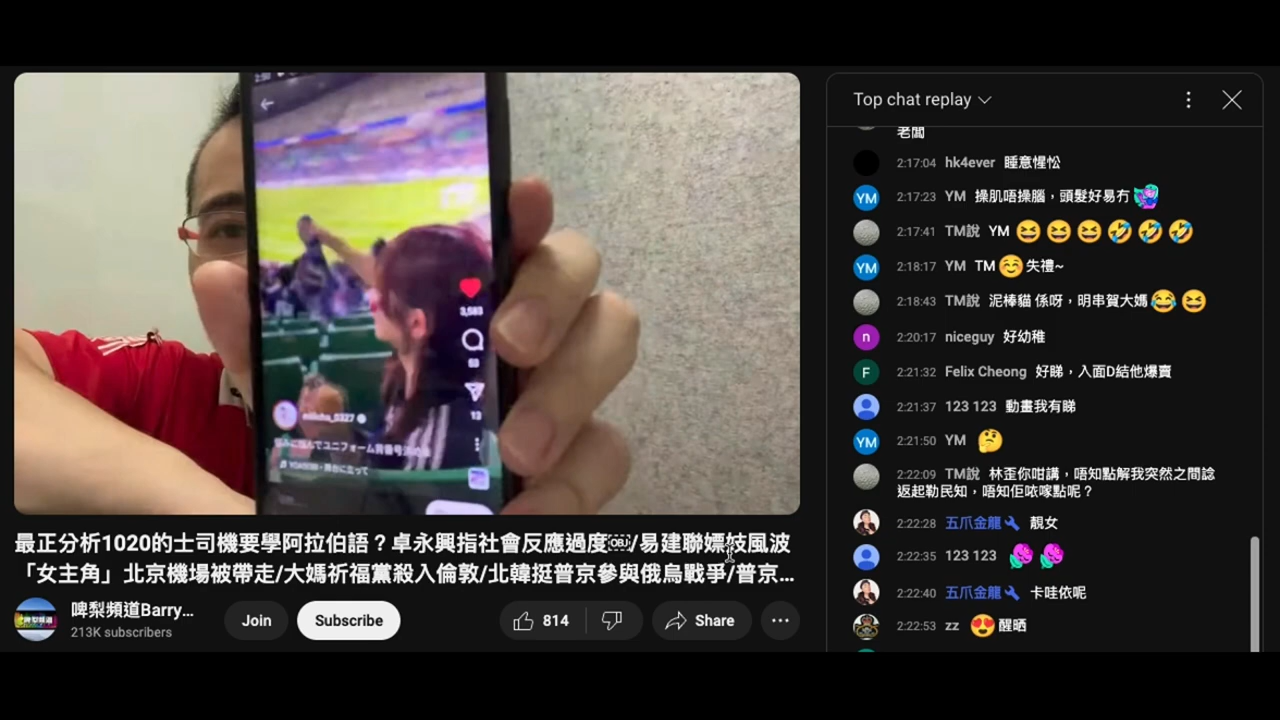 最正分析1020的士司機要學阿拉伯語？卓永興指社會反應過度￼/易建聯嫖妓風波
「女主角」北京機場被帶走/大媽祈福黨殺入倫敦/北韓挺普京參與俄烏戰爭/普京...
啤梨頻道Barry...
213K subscribers
Join
Subscribe
814
Share
3,583
13
Top chat replay
老闆
2:17:04 hk4ever 睡意惺忪
2:17:23 YM 操肌唔操腦，頭髮好易冇
2:17:41 TM說 YM 😆😆😆🤣🤣🤣
2:18:17 YM TM☺️失禮~
2:18:43 TM說 泥棒貓 係呀，明串賀大媽😂😆
2:20:17 niceguy 好幼稚
2:21:32 Felix Cheong 好睇，入面D結他爆賣
2:21:37 123 123 動畫我有睇
2:21:50 YM 🤔
2:22:09 TM說 林歪你咁講，唔知點解我突然之間諗
返起勒民知，唔知佢哝嚟點呢？
2:22:28 五爪金龍 靚女
2:22:35 123 123
2:22:40 五爪金龍 卡哇依呢
2:22:53 zz 😍醒晒
YM
YM
n
F
YM